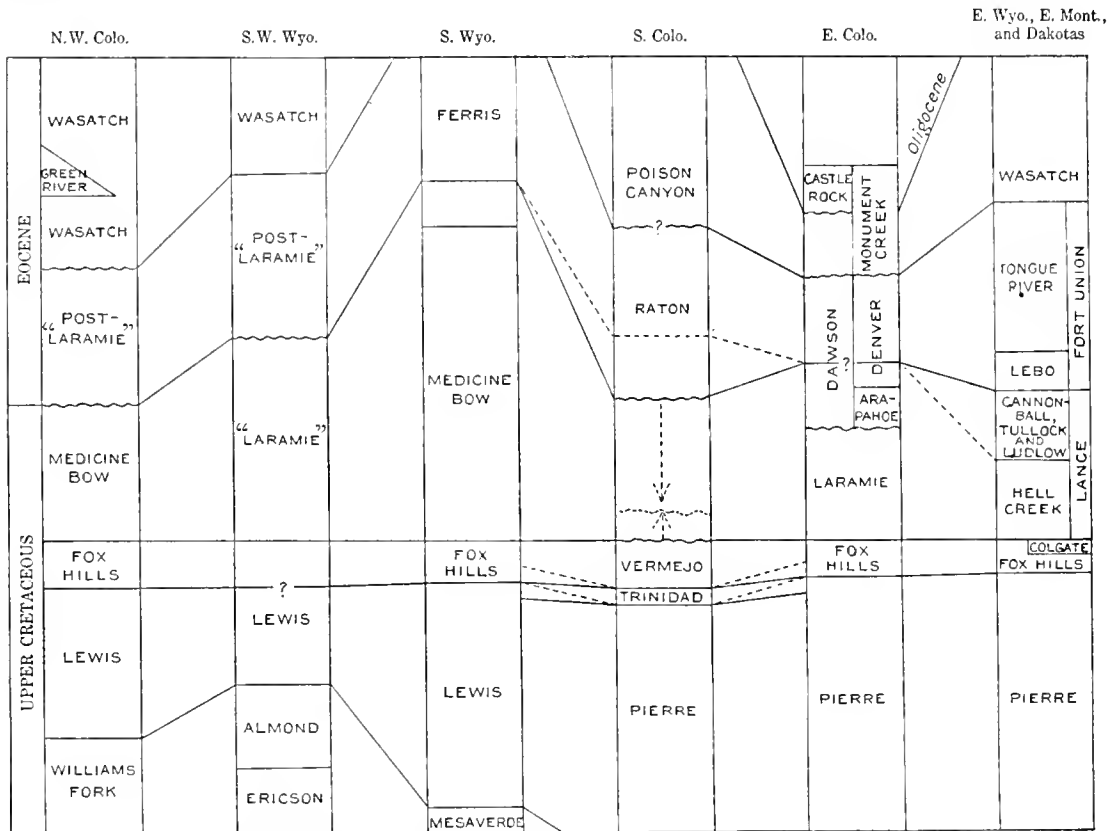 N.W. Colo.
S.W. Wyo.
S. Wyo.
S. Colo.
E. Colo.
E. Wyo., E. Mont.,
and Dakotas
EOCENE
UPPER CRETACEOUS
WASATCH
GREEN
RIVER
WASATCH
"POST-
LARAMIE"
MEDICINE
BOW
FOX
HILLS
LEWIS
WILLIAMS
FORK
WASATCH
"POST-
LARAMIE"
"LARAMIE"
?
LEWIS
ALMOND
ERICSON
FERRIS
MEDICINE
BOW
FOX
HILLS
LEWIS
MESAVERDE
POISON
CANYON
?
RATON
VERMEJO
TRINIDAD
PIERRE
CASTLE
ROCK
MONUMENT
CREEK
DAWSON
?
DENVER
ARA-
PAHOE
LARAMIE
FOX
HILLS
PIERRE
Oligocene
WASATCH
TONGUE
RIVER
LEBO
FORT UNION
CANNON-
BALL,
TULLOCK
AND
LUDLOW
HELL
CREEK
LANCE
COLGATE
FOX HILLS
PIERRE